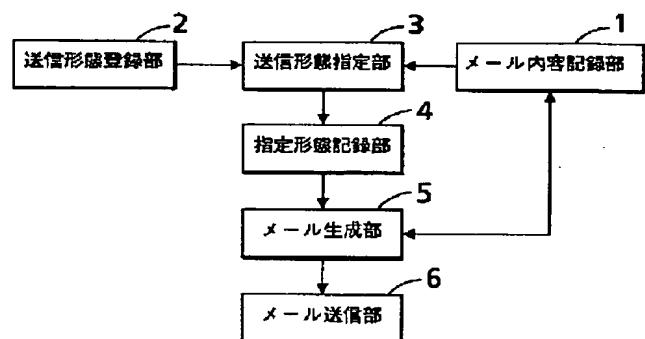 2
3
1
送信形態登録部
送信形態指定部
メール内容記録部
4
指定形態記録部
5
メール生成部
6
メール送信部